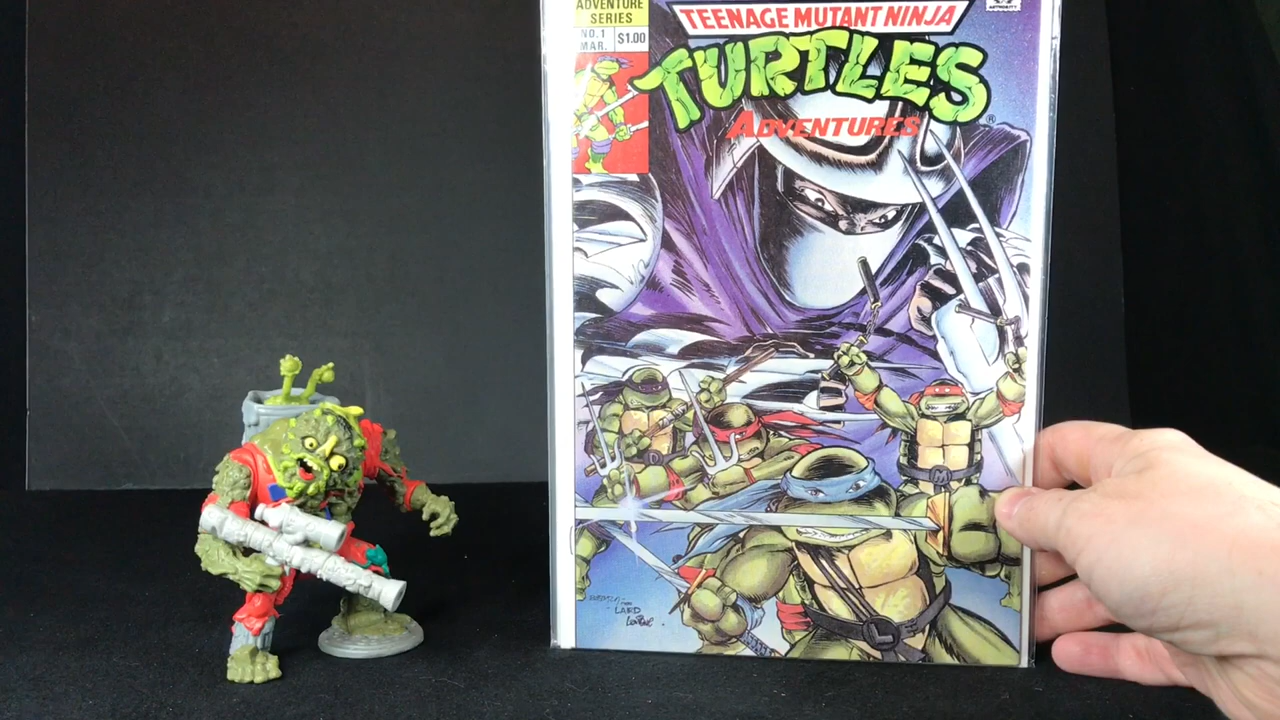 ADVENTURE
SERIES
NO.1
MAR.
$1.00
TEENAGE MUTANT NINJA
TURTLES
ADVENTURES
®
LAIRD
M
L